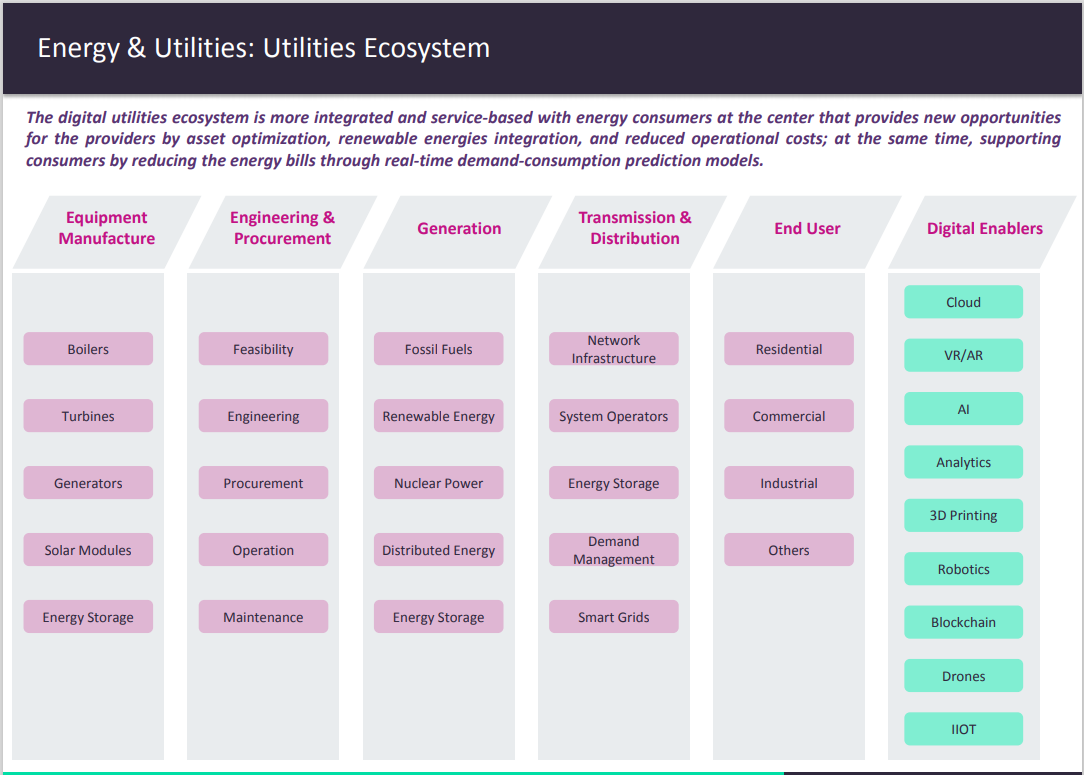 Energy & Utilities: Utilities Ecosystem
The digital utilities ecosystem is more integrated and service-based with energy consumers at the center that provides new opportunities
for the providers by asset optimization, renewable energies integration, and reduced operational costs; at the same time, supporting
consumers by reducing the energy bills through real-time demand-consumption prediction models.
Equipment
Manufacture
Boilers
Turbines
Generators
Solar Modules
Energy Storage
Engineering &
Procurement
Feasibility
Engineering
Procurement
Operation
Maintenance
Generation
Fossil Fuels
Renewable Energy
Nuclear Power
Distributed Energy
Energy Storage
Transmission &
Distribution
Network
Infrastructure
System Operators
Energy Storage
Demand
Management
Smart Grids
End User
Residential
Commercial
Industrial
Others
Digital Enablers
Cloud
VR/AR
AI
Analytics
3D Printing
Robotics
Blockchain
Drones
IIOT